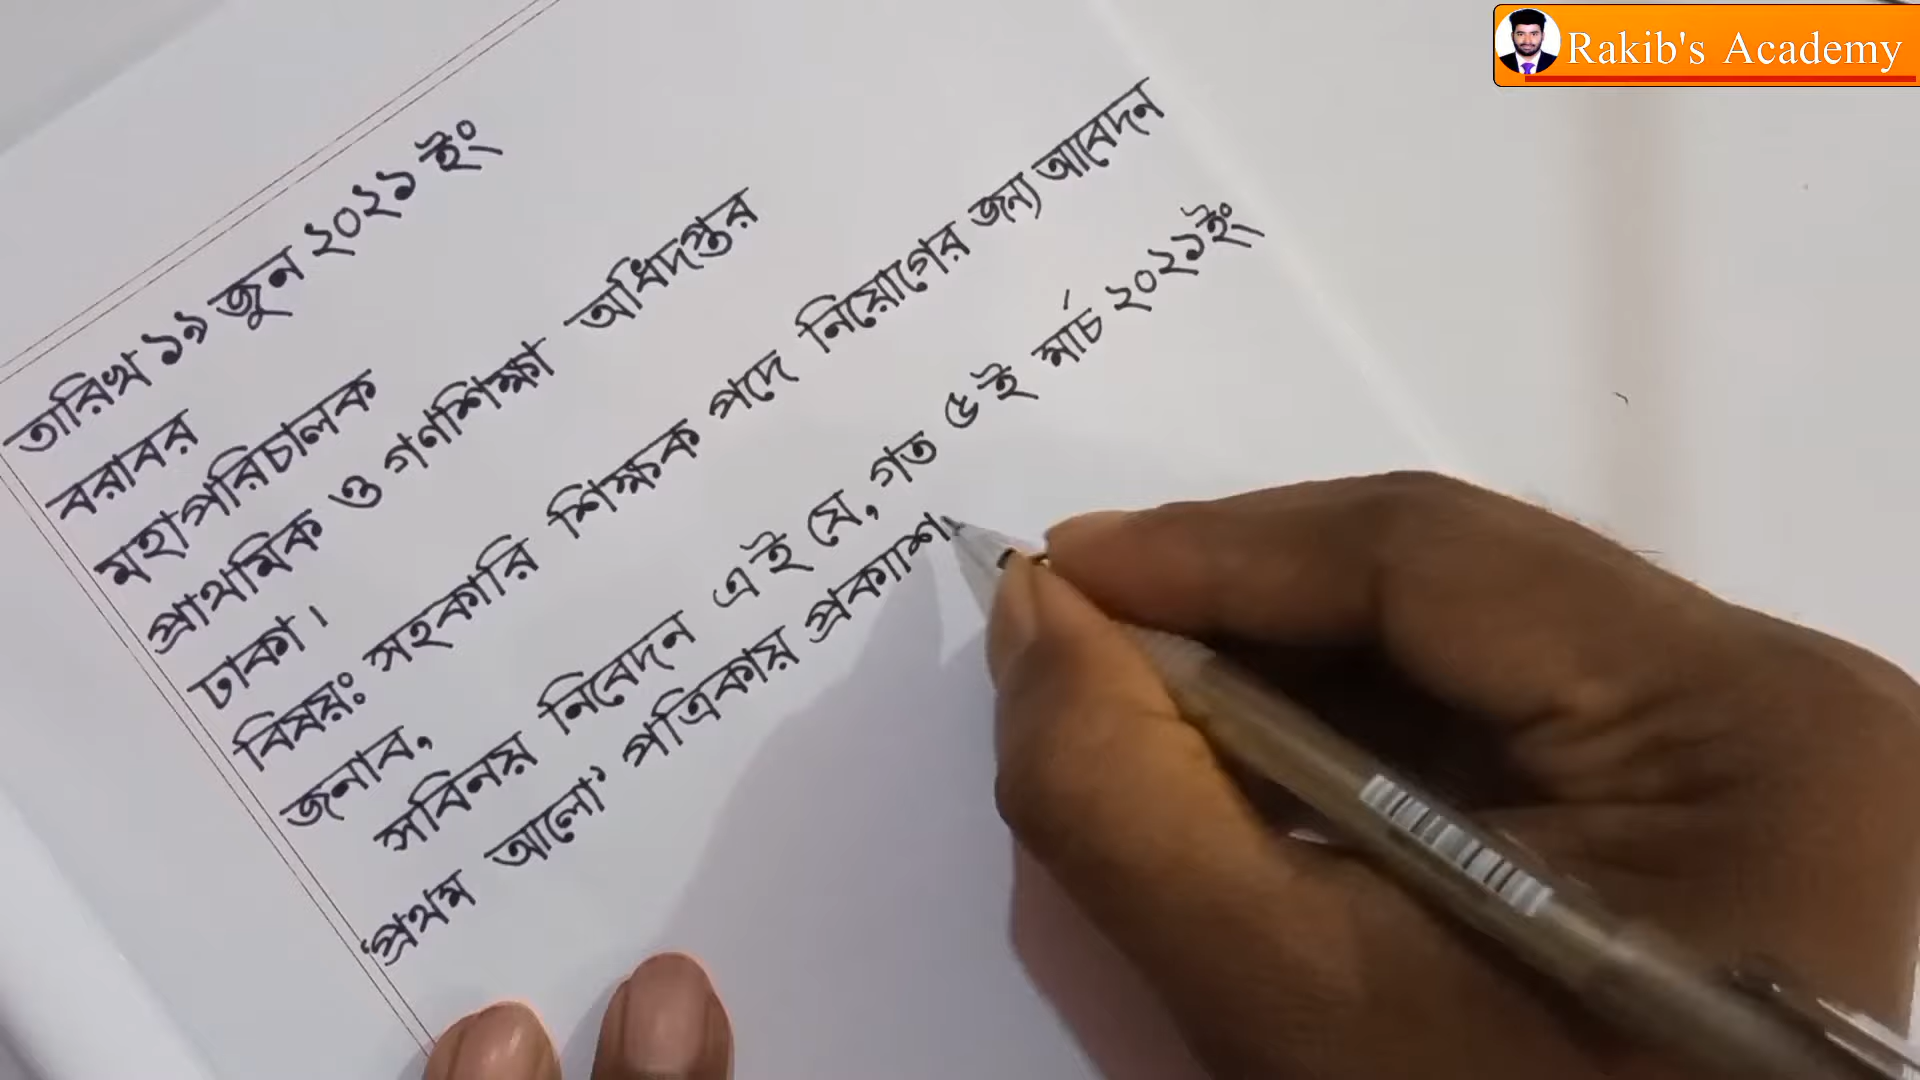 Rakib's Academy
তারিখ ১৯ জুন ২০২১ ইং
বরাবর
মহাপরিচালক
প্রাথমিক ও গণশিক্ষা অধিদপ্তর
ঢাকা।
বিষয়ঃ সহকারি শিক্ষক পদে নিয়োগের জন্য আবেদন
জনাব,
সবিনয় নিবেদন এই যে, গত ৫ই মার্চ ২০২১ইং
‘প্রথম আলো’ পত্রিকায় প্রকাশ